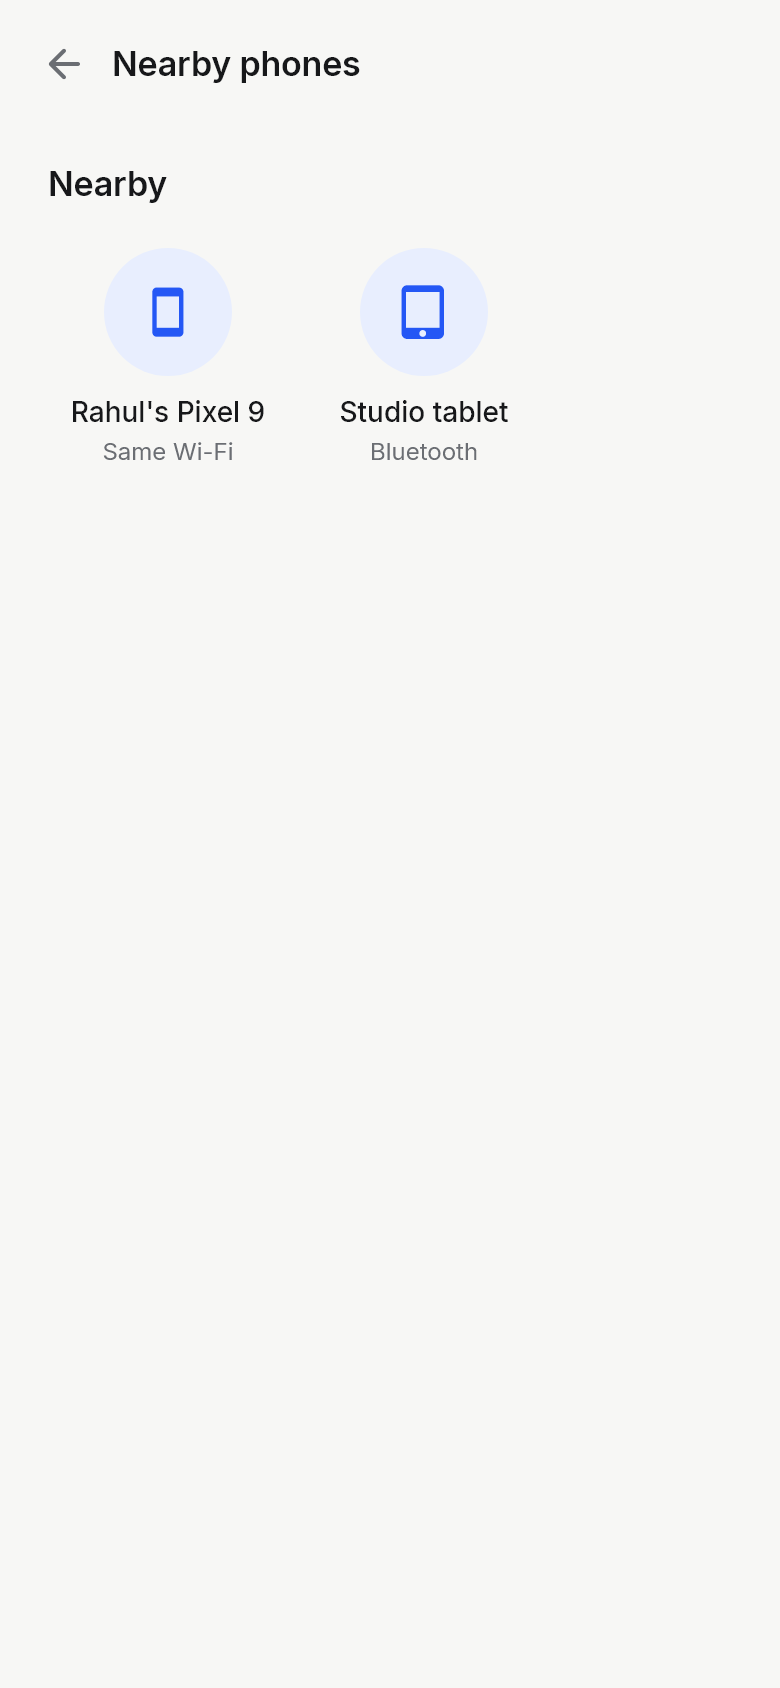 Nearby phones
Nearby
Rahul's Pixel 9
Same Wi-Fi
Studio tablet
Bluetooth